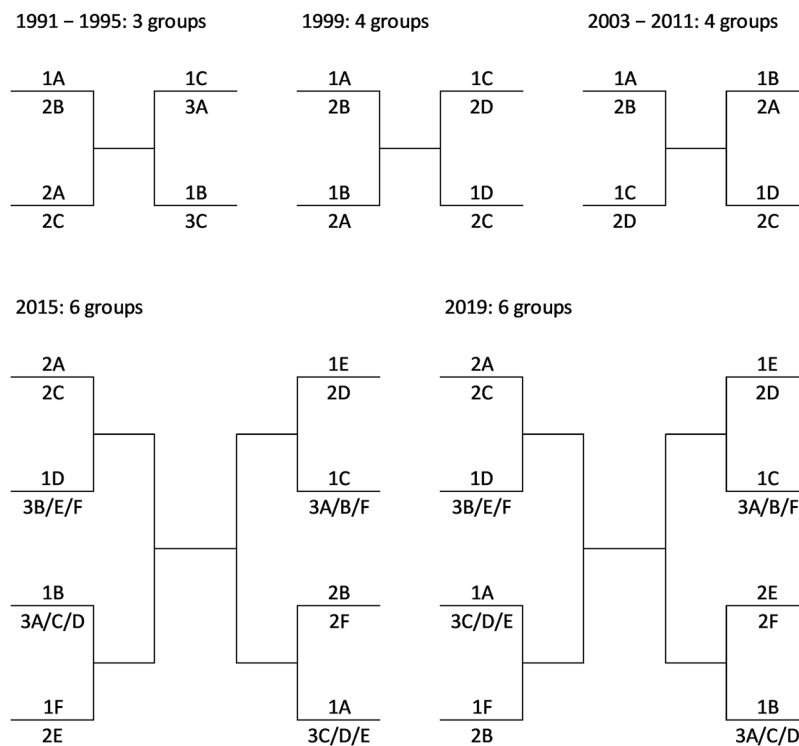 1991 – 1995: 3 groups
1A
2B
2A
2C
1C
3A
1B
3C
1999: 4 groups
1A
2B
1B
2A
1C
2D
1D
2C
2003 – 2011: 4 groups
1A
2B
1C
2D
1B
2A
1D
2C
2015: 6 groups
2A
2C
1D
3B/E/F
1B
3A/C/D
1F
2E
1E
2D
1C
3A/B/F
2B
2F
1A
3C/D/E
2019: 6 groups
2A
2C
1D
3B/E/F
1A
3C/D/E
1F
2B
1E
2D
1C
3A/B/F
2E
2F
1B
3A/C/D